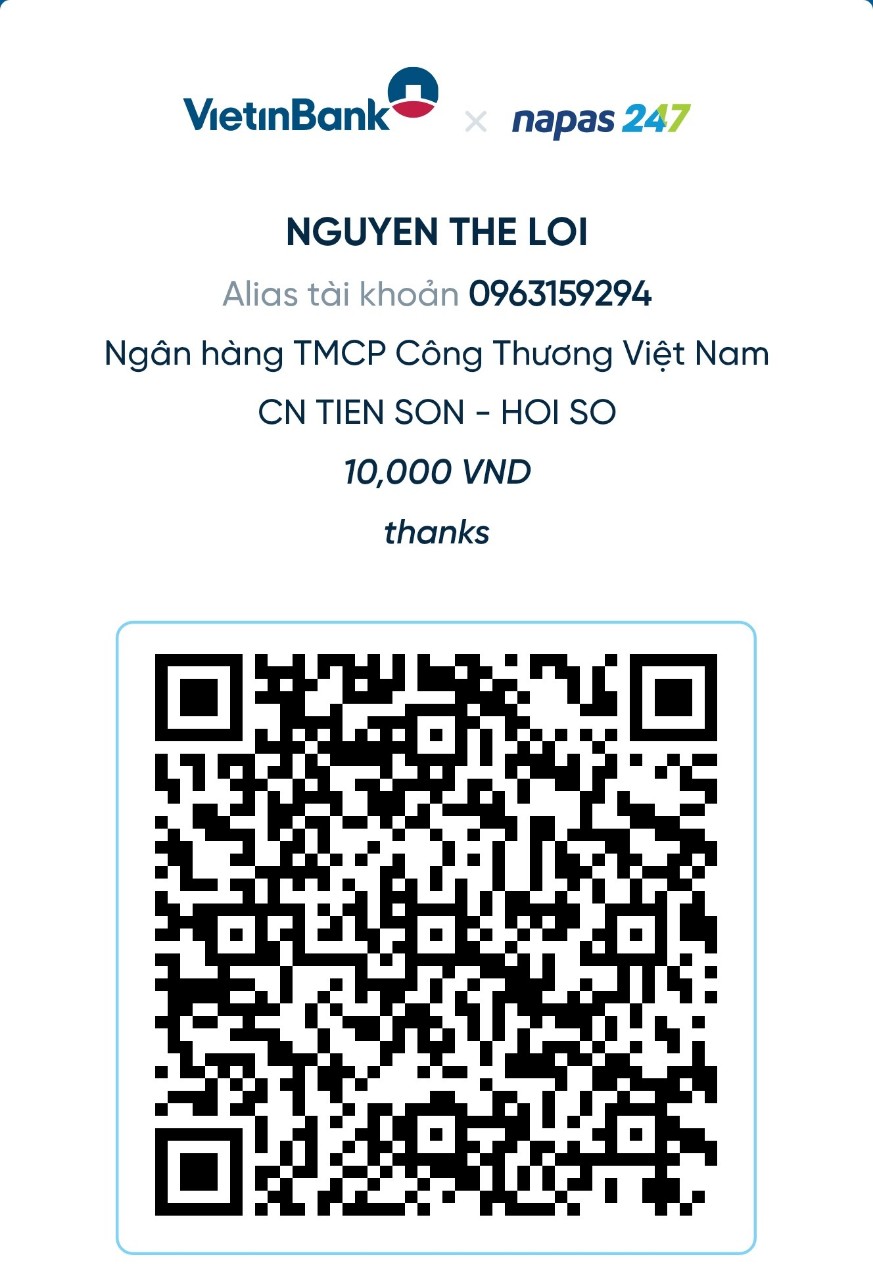 VietinBank × napas 247
NGUYEN THE LOI
Alias tài khoản 0963159294
Ngân hàng TMCP Công Thương Việt Nam
CN TIEN SON - HOI SO
10,000 VND
thanks